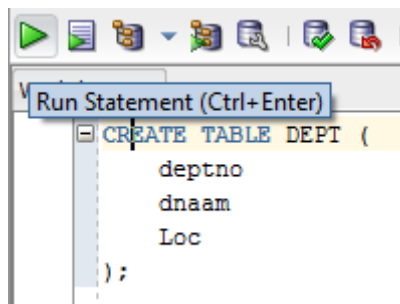 Run Statement (Ctrl+Enter)
CREATE TABLE DEPT (
deptno
dnaam
Loc
);